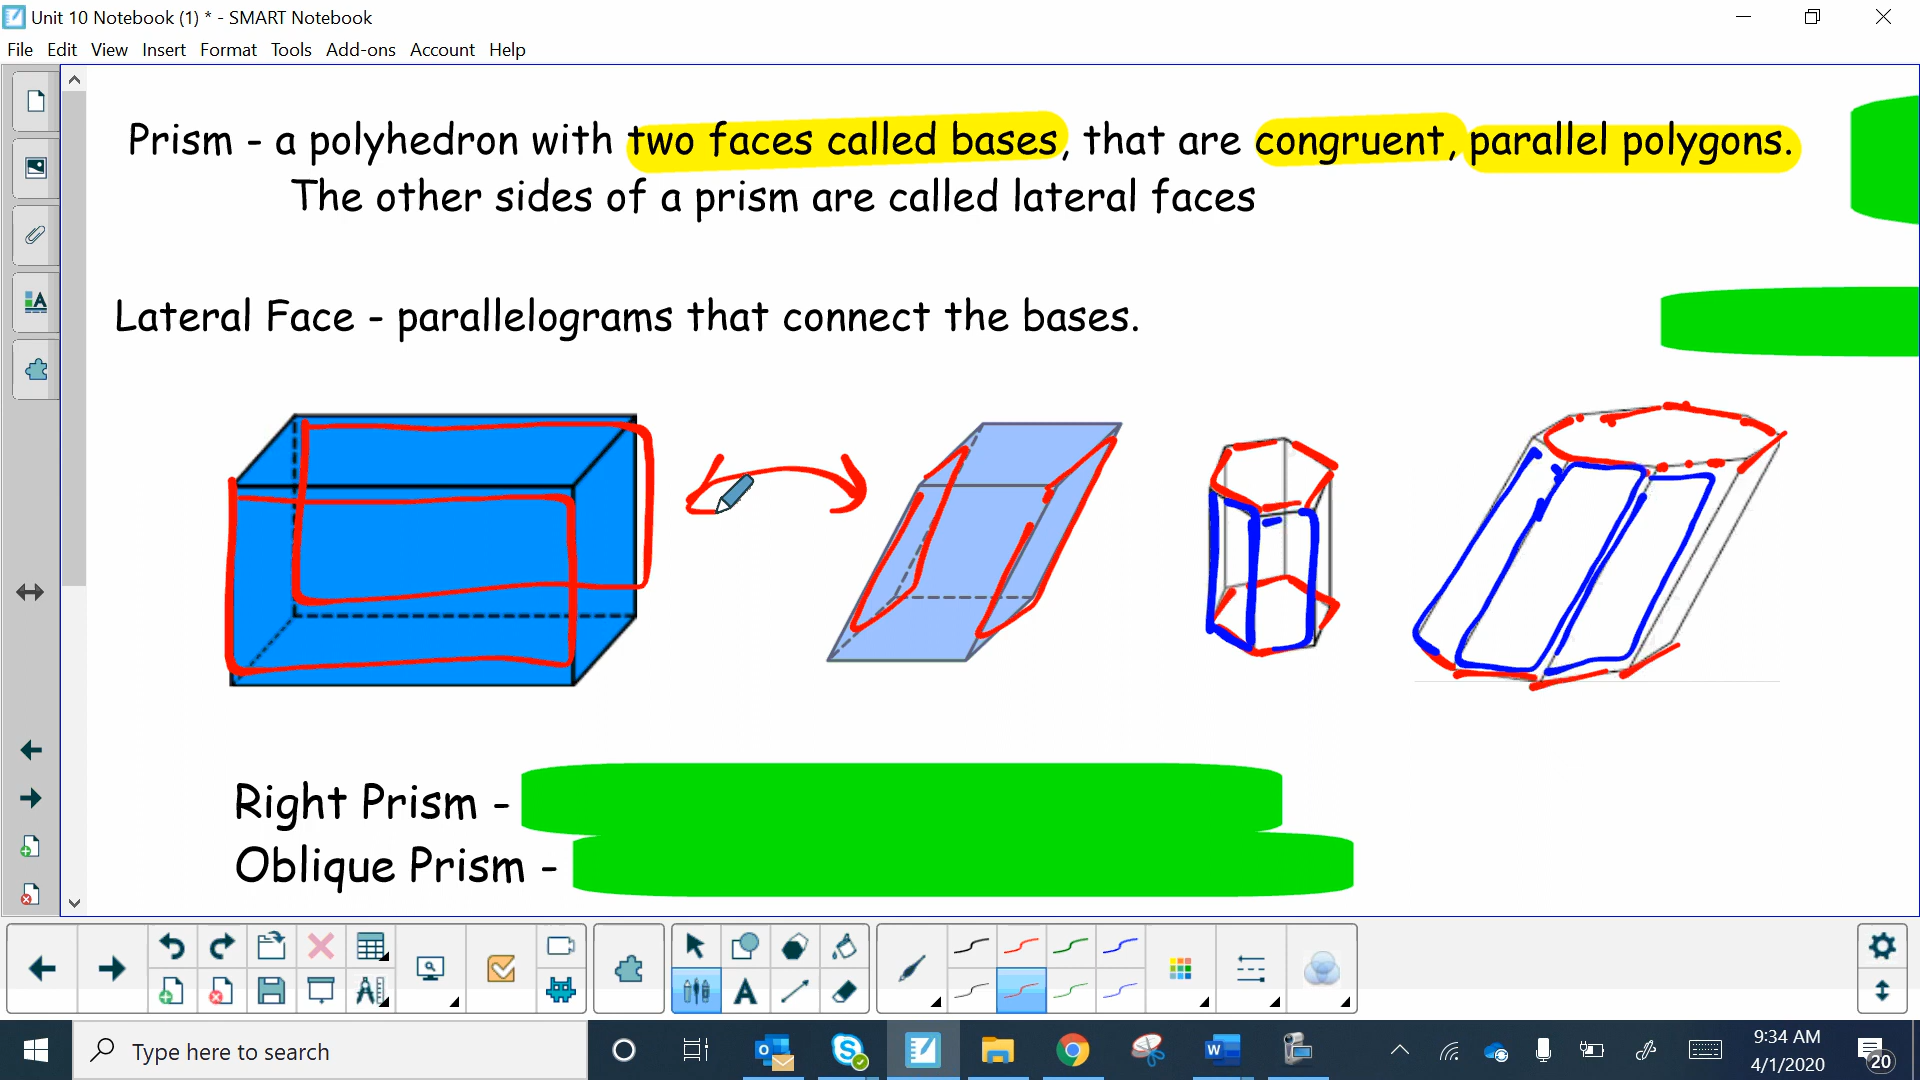 Unit 10 Notebook (1) * - SMART Notebook
File Edit View Insert Format Tools Add-ons Account Help
Prism - a polyhedron with two faces called bases, that are congruent, parallel polygons.
The other sides of a prism are called lateral faces
Lateral Face - parallelograms that connect the bases.
Right Prism -
Oblique Prism -
Type here to search
9:34 AM
4/1/2020
20